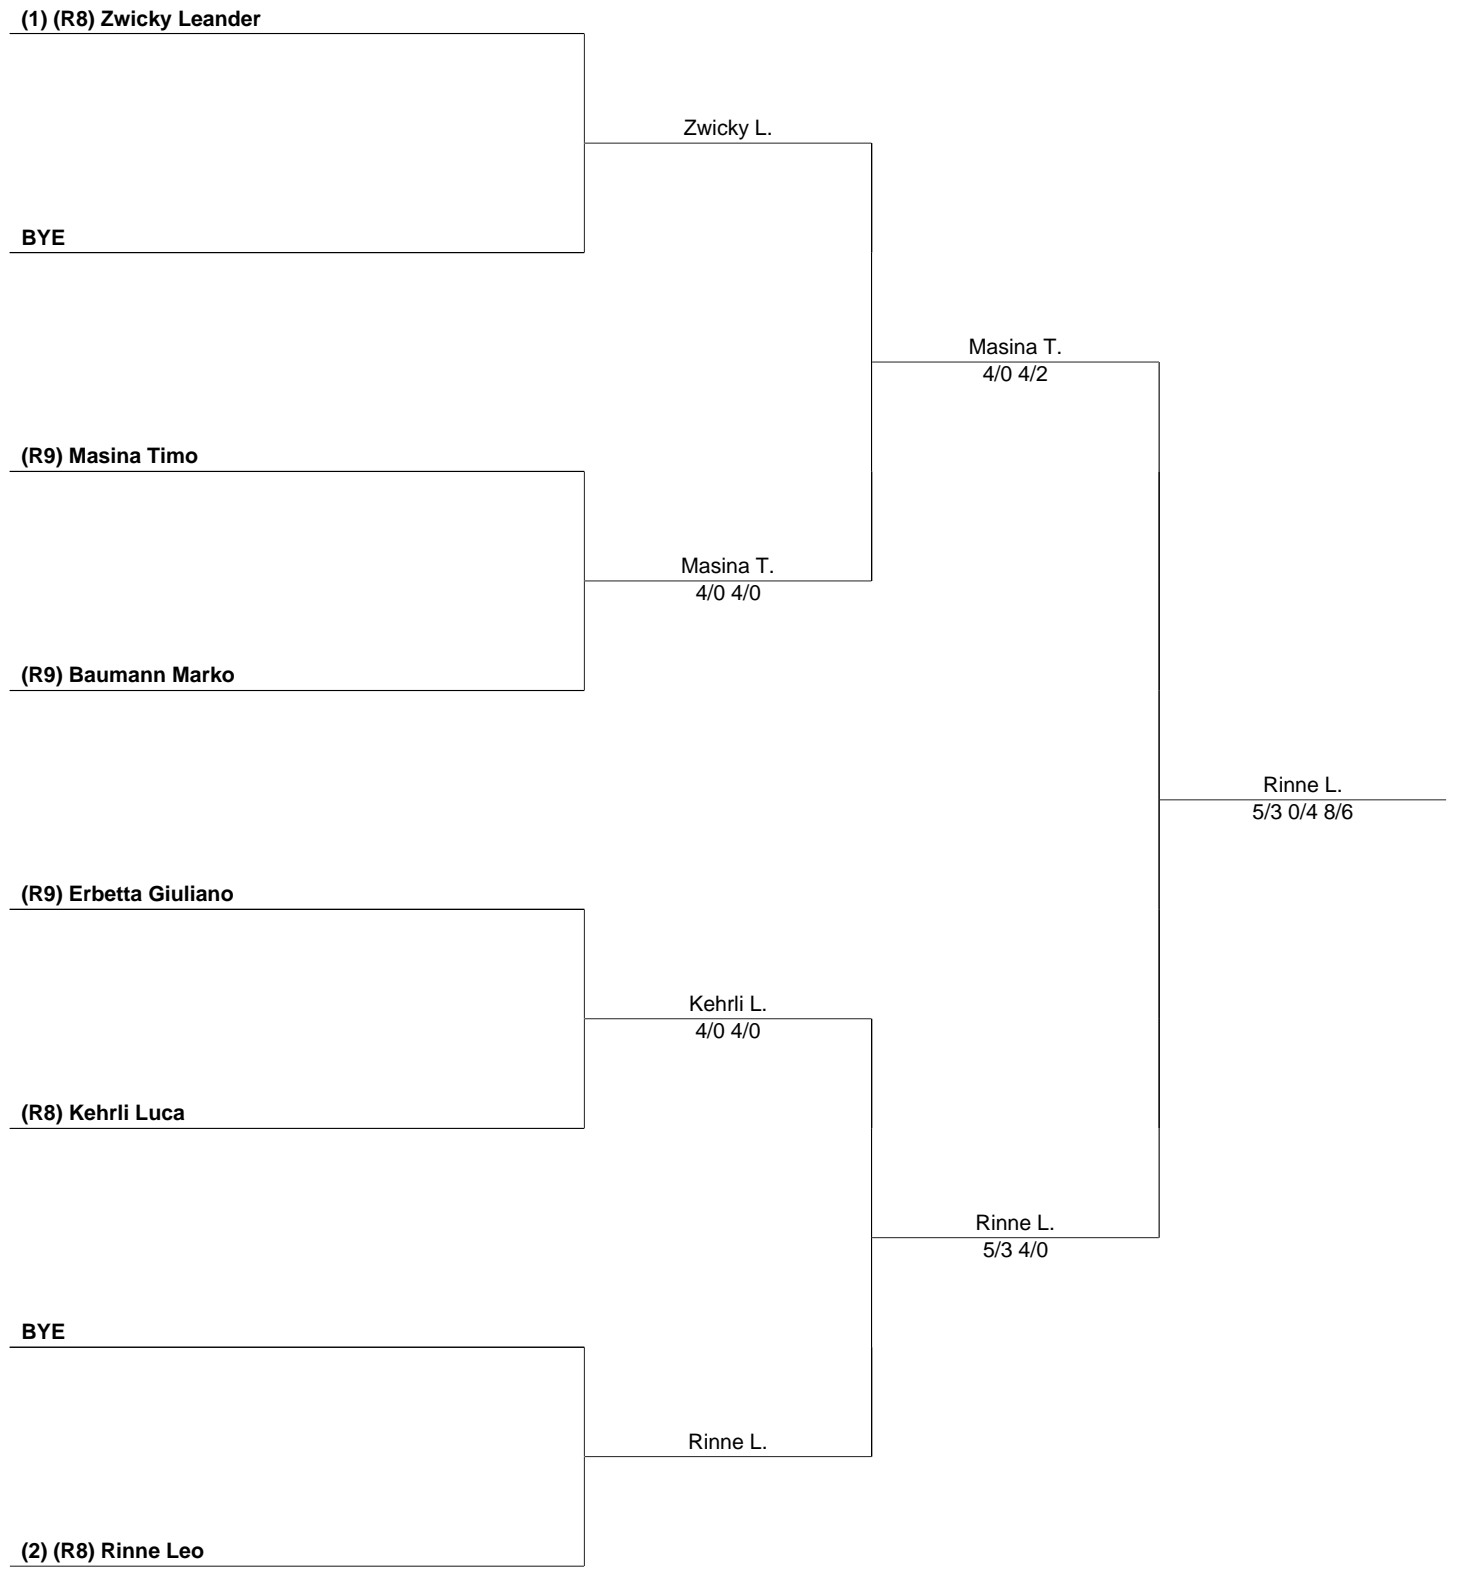 (1) (R8) Zwicky Leander
Zwicky L.
BYE
Masina T.
4/0 4/2
(R9) Masina Timo
Masina T.
4/0 4/0
(R9) Baumann Marko
Rinne L.
5/3 0/4 8/6
(R9) Erbetta Giuliano
Kehrli L.
4/0 4/0
(R8) Kehrli Luca
Rinne L.
5/3 4/0
BYE
Rinne L.
(2) (R8) Rinne Leo